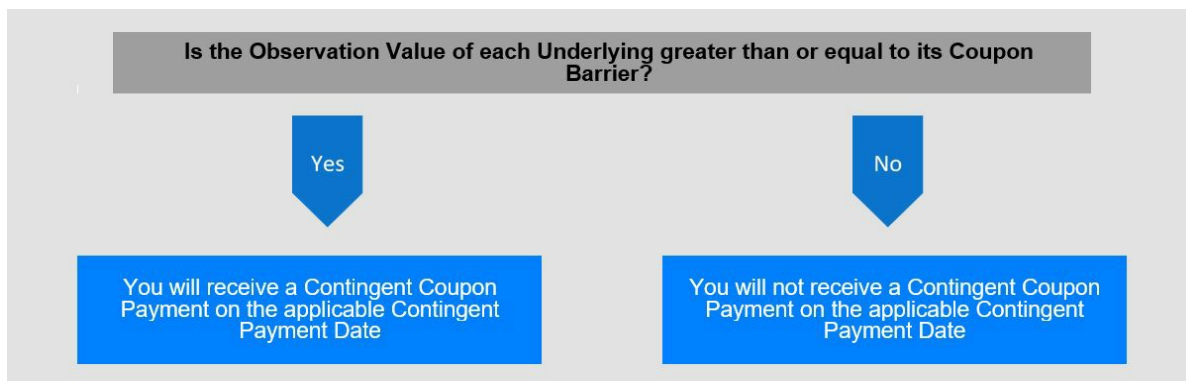 Is the Observation Value of each Underlying greater than or equal to its Coupon
Barrier?
Yes
No
You will receive a Contingent Coupon
Payment on the applicable Contingent
Payment Date
You will not receive a Contingent Coupon
Payment on the applicable Contingent
Payment Date